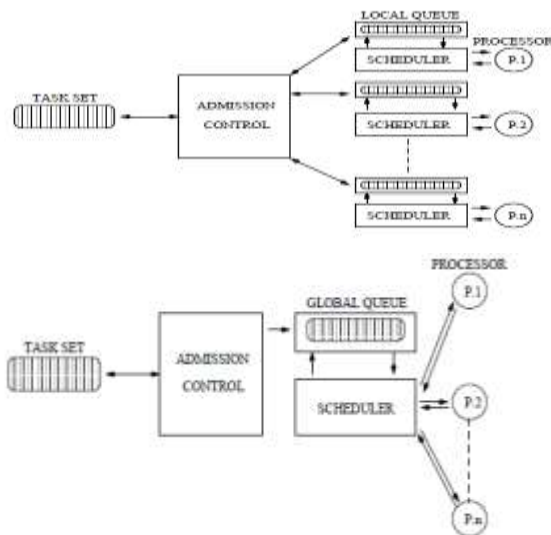 LOCAL QUEUE
PROCESSOR
SCHEDULER
P.1
TASK SET
ADMISSION
CONTROL
SCHEDULER
P.2
SCHEDULER
P.n
PROCESSOR
GLOBAL QUEUE
P.1
TASK SET
ADMISSION
CONTROL
SCHEDULER
P.2
P.n